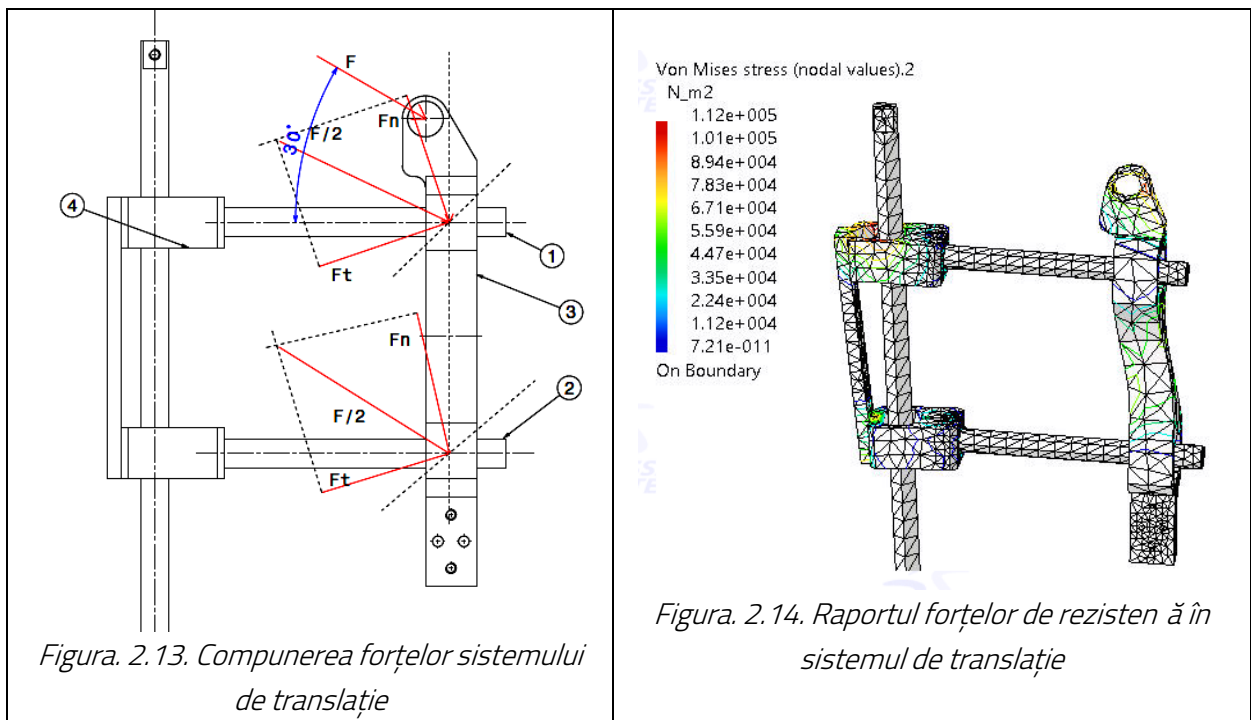 F
Fn
F/2
30°
4
Ft
1
3
Fn
2
F/2
Ft
Figura. 2.13. Compunerea forțelor sistemului
de translație
Von Mises stress (nodal values).2
N_m2
1.12e+005
1.01e+005
8.94e+004
7.83e+004
6.71e+004
5.59e+004
4.47e+004
3.35e+004
2.24e+004
1.12e+004
7.21e-011
On Boundary
Figura. 2.14. Raportul forțelor de rezisten ă în
sistemul de translație